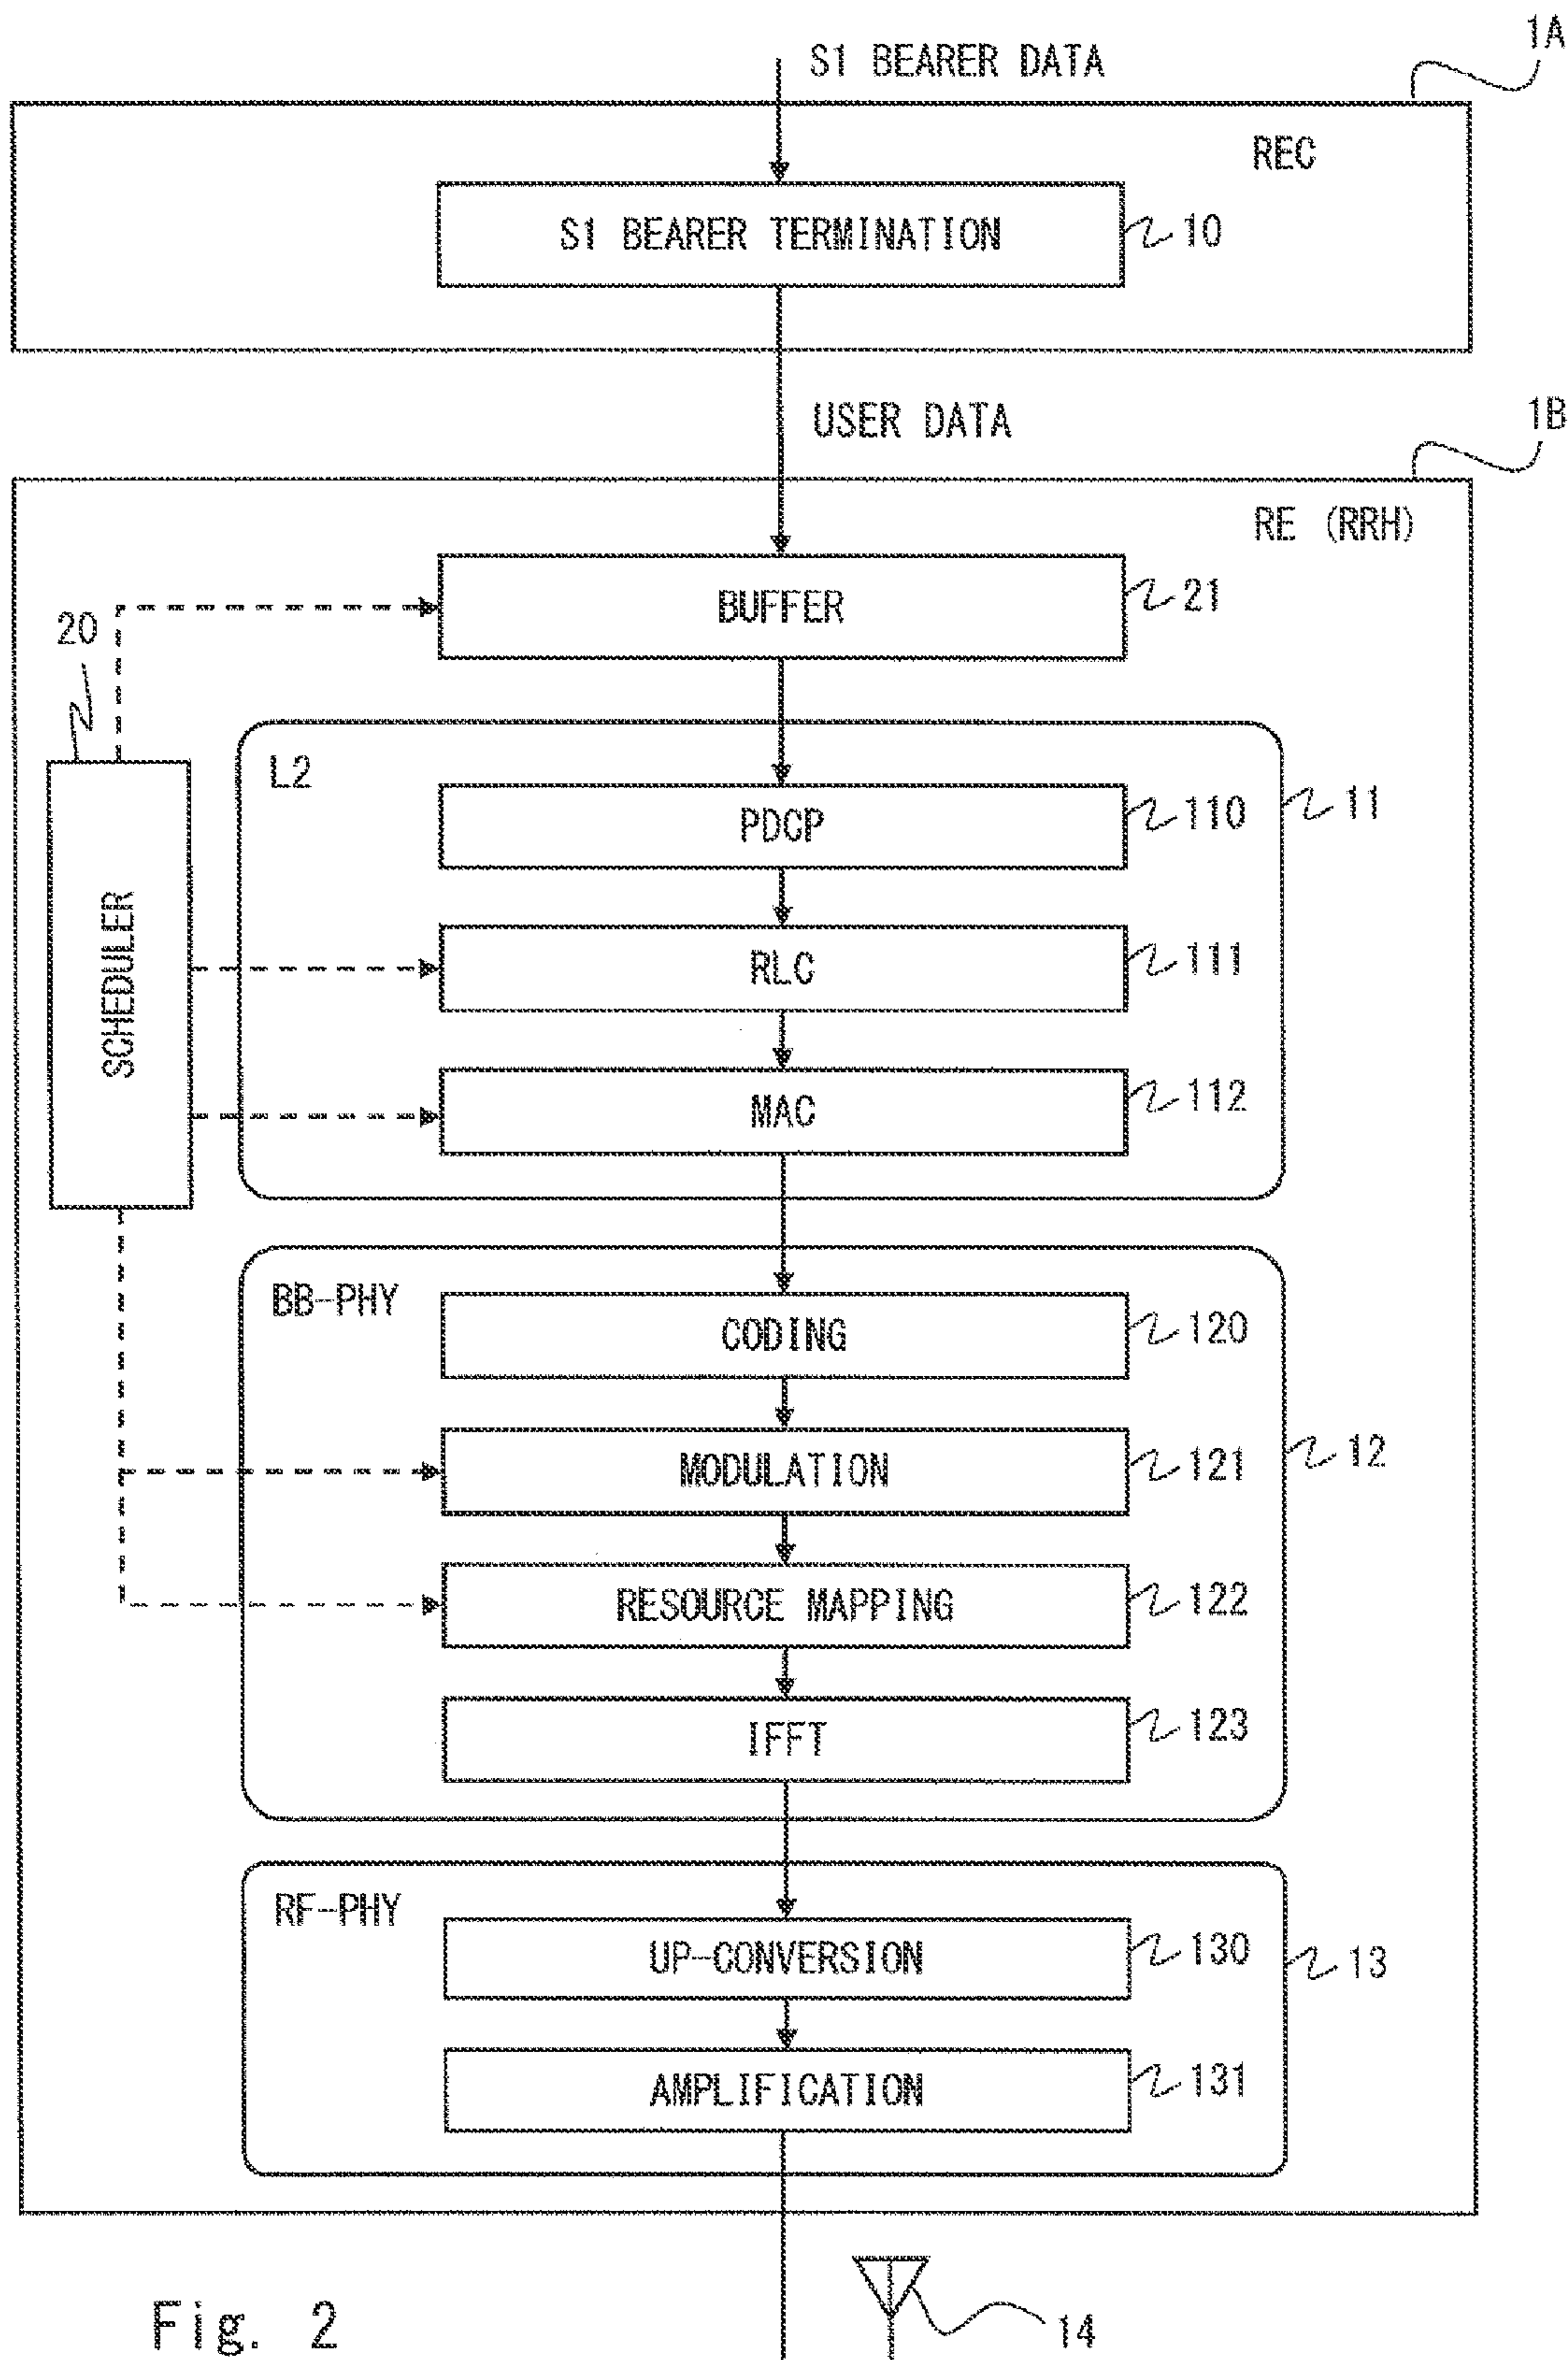 1A
S1 BEARER DATA
REC
S1 BEARER TERMINATION
10
USER DATA
1B
RE (RRH)
BUFFER
21
20
L2
PDCP
110
11
SCHEDULER
RLC
111
MAC
112
BB-PHY
CODING
120
MODULATION
121
12
RESOURCE MAPPING
122
IFFT
123
RF-PHY
UP-CONVERSION
130
13
AMPLIFICATION
131
Fig. 2
14